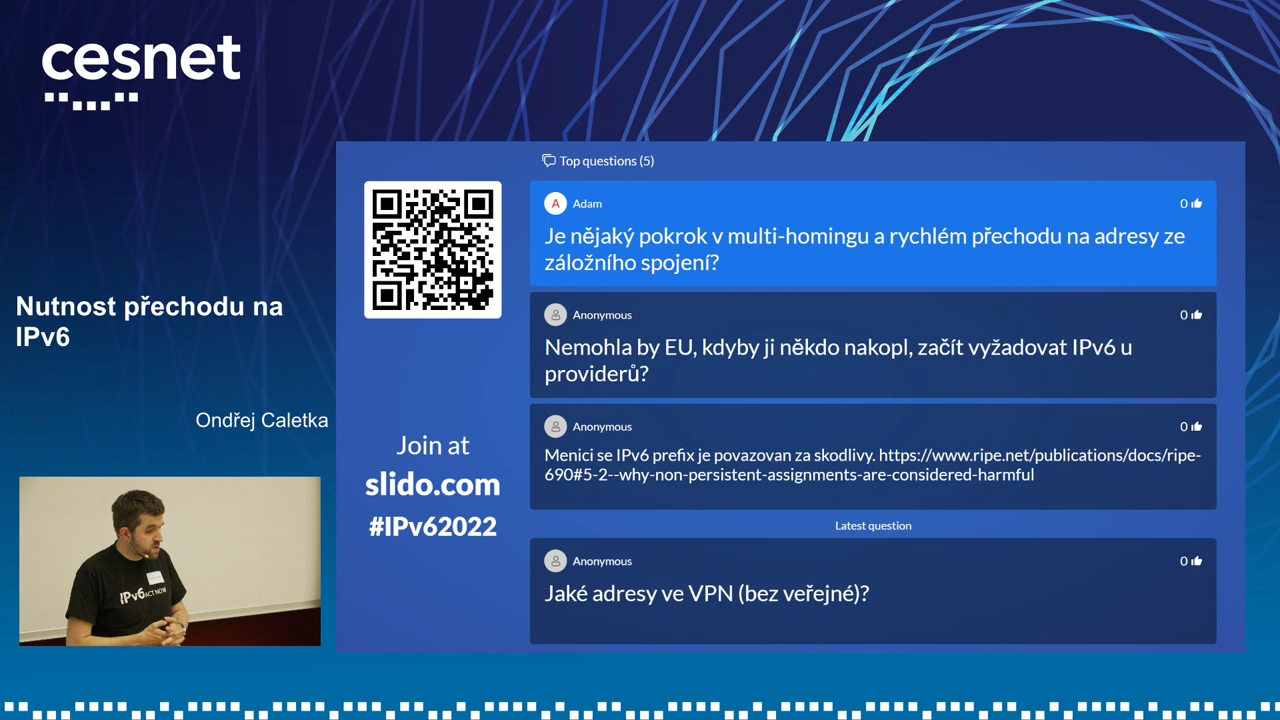 cesnet
Nutnost přechodu na
IPv6
Ondřej Caletka
IPv6 ACT NOW
Join at
slido.com
#IPv62022
Top questions (5)
A Adam 0
Je nějaký pokrok v multi-homingu a rychlém přechodu na adresy ze
záložního spojení?
Anonymous 0
Nemohla by EU, kdyby ji někdo nakopl, začít vyžadovat IPv6 u
providerů?
Anonymous 0
Menici se IPv6 prefix je povazovan za skodlivy. https://www.ripe.net/publications/docs/ripe-
690#5-2--why-non-persistent-assignments-are-considered-harmful
Latest question
Anonymous 0
Jaké adresy ve VPN (bez veřejné)?